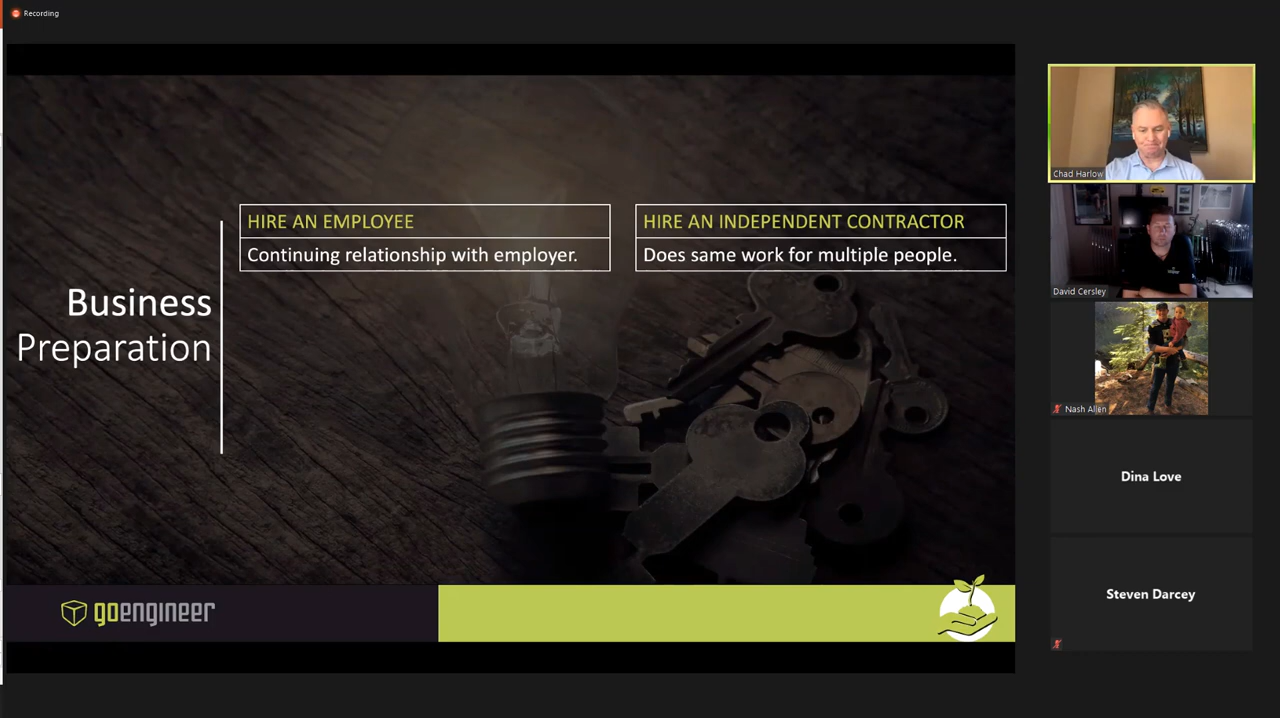 Recording
Business
Preparation
HIRE AN EMPLOYEE
Continuing relationship with employer.
HIRE AN INDEPENDENT CONTRACTOR
Does same work for multiple people.
goengineer
Chad Harlow
David Cersley
Nash Allen
Dina Love
Steven Darcey